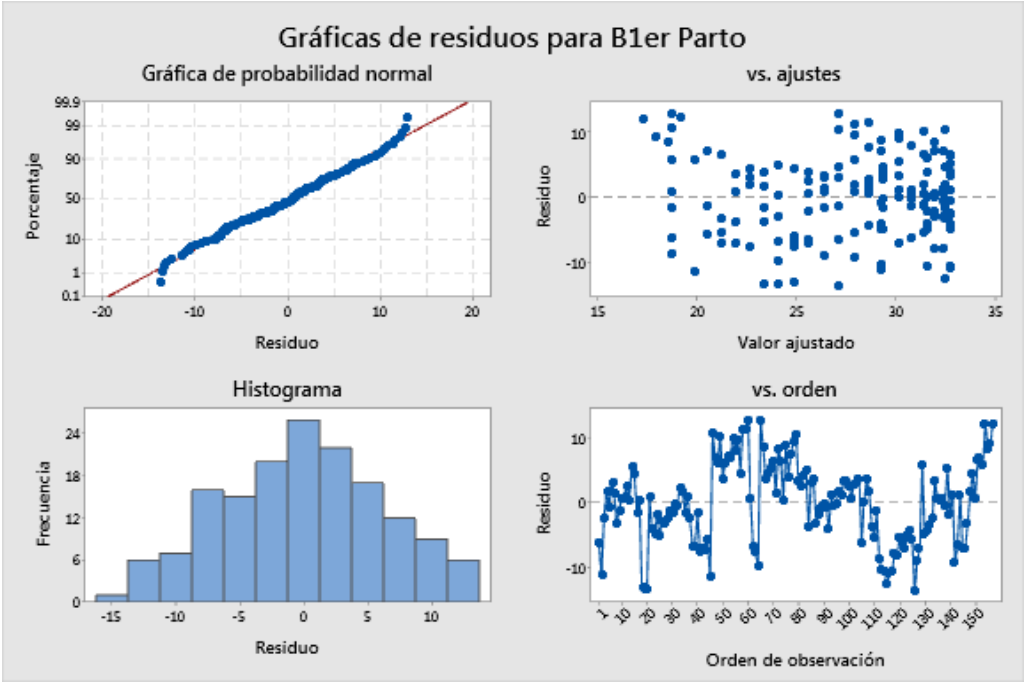 Gráficas de residuos para B1er Parto
Gráfica de probabilidad normal
Porcentaje
99.9
99
90
50
10
1
0.1
-20 -10 0 10 20
Residuo
vs. ajustes
Residuo
10
0
-10
15 20 25 30 35
Valor ajustado
Histograma
Frecuencia
24
18
12
6
0
-15 -10 -5 0 5 10
Residuo
vs. orden
Residuo
10
0
-10
1 10 20 30 40 50 60 70 80 90 100 110 120 130 140 150
Orden de observación